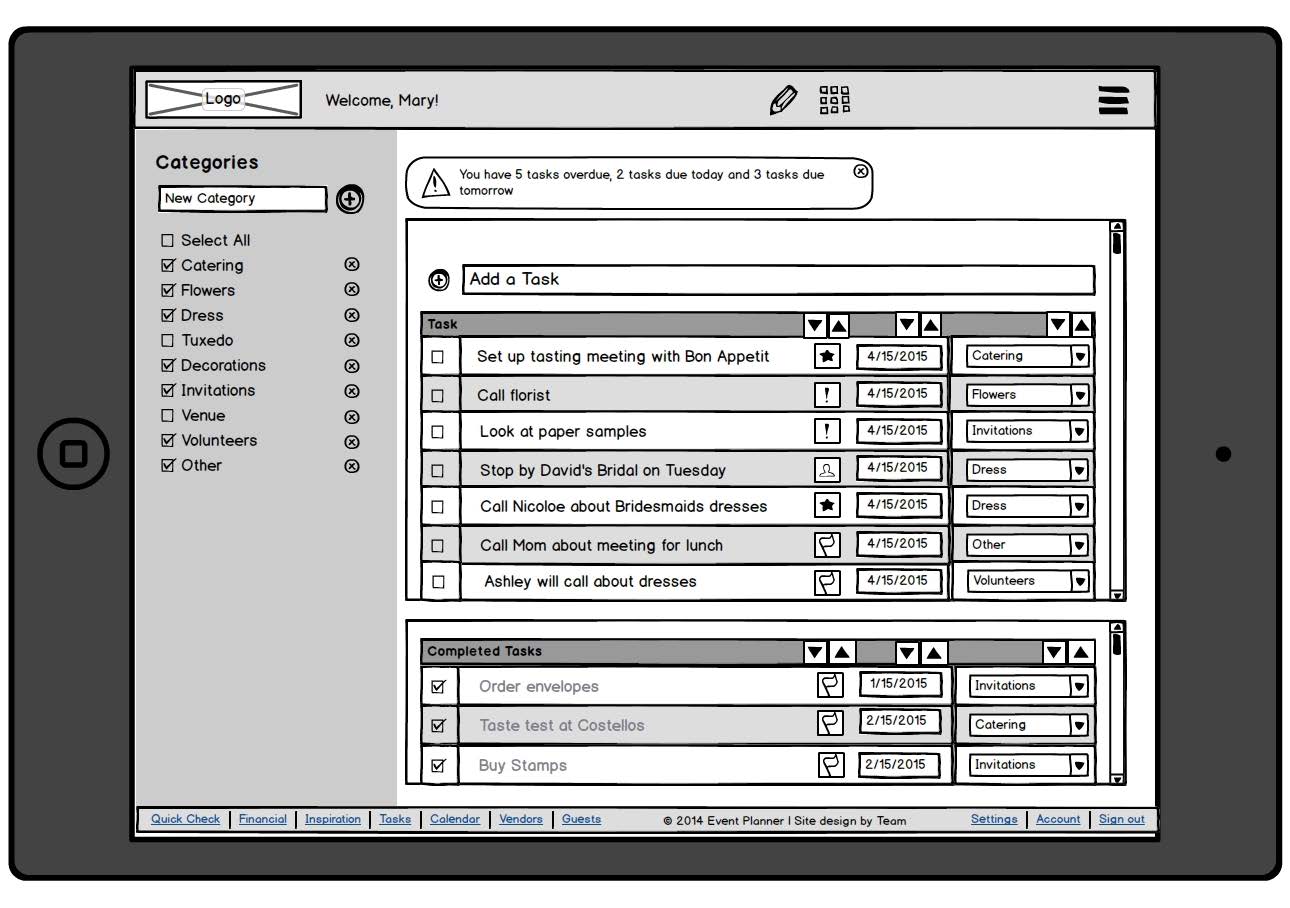 Logo
Welcome, Mary!
Categories
New Category
Select All
Catering
Flowers
Dress
Tuxedo
Decorations
Invitations
Venue
Volunteers
Other
You have 5 tasks overdue, 2 tasks due today and 3 tasks due
tomorrow
Add a Task
Task
Set up tasting meeting with Bon Appetit 4/15/2015 Catering
Call florist ! 4/15/2015 Flowers
Look at paper samples ! 4/15/2015 Invitations
Stop by David's Bridal on Tuesday 4/15/2015 Dress
Call Nicoloe about Bridesmaids dresses 4/15/2015 Dress
Call Mom about meeting for lunch 4/15/2015 Other
Ashley will call about dresses 4/15/2015 Volunteers
Completed Tasks
Order envelopes 1/15/2015 Invitations
Taste test at Costellos 2/15/2015 Catering
Buy Stamps 2/15/2015 Invitations
Quick Check | Financial | Inspiration | Tasks | Calendar | Vendors | Guests © 2014 Event Planner | Site design by Team Settings | Account | Sign out